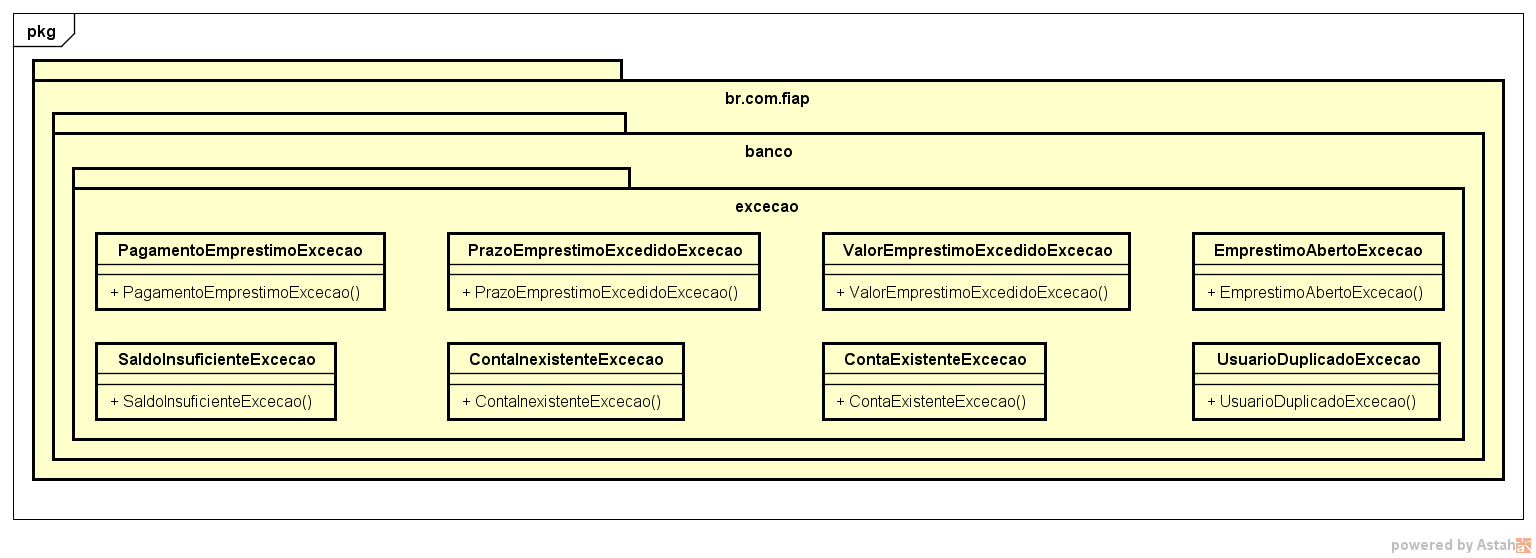 pkg
br.com.fiap
banco
excecao
PagamentoEmprestimoExcecao
+ PagamentoEmprestimoExcecao()
PrazoEmprestimoExcedidoExcecao
+ PrazoEmprestimoExcedidoExcecao()
ValorEmprestimoExcedidoExcecao
+ ValorEmprestimoExcedidoExcecao()
EmprestimoAbertoExcecao
+ EmprestimoAbertoExcecao()
SaldoInsuficienteExcecao
+ SaldoInsuficienteExcecao()
ContaInexistenteExcecao
+ ContaInexistenteExcecao()
ContaExistenteExcecao
+ ContaExistenteExcecao()
UsuarioDuplicadoExcecao
+ UsuarioDuplicadoExcecao()
powered by Astah